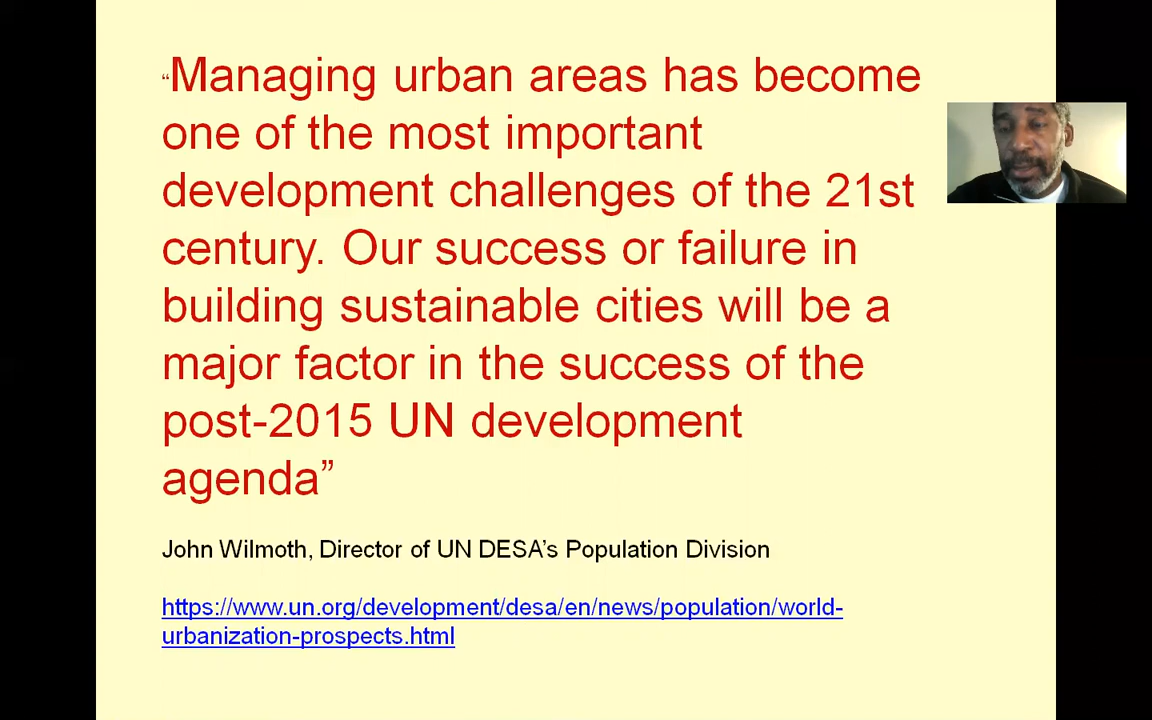 “Managing urban areas has become
one of the most important
development challenges of the 21st
century. Our success or failure in
building sustainable cities will be a
major factor in the success of the
post-2015 UN development
agenda”
John Wilmoth, Director of UN DESA’s Population Division
https://www.un.org/development/desa/en/news/population/world-
urbanization-prospects.html